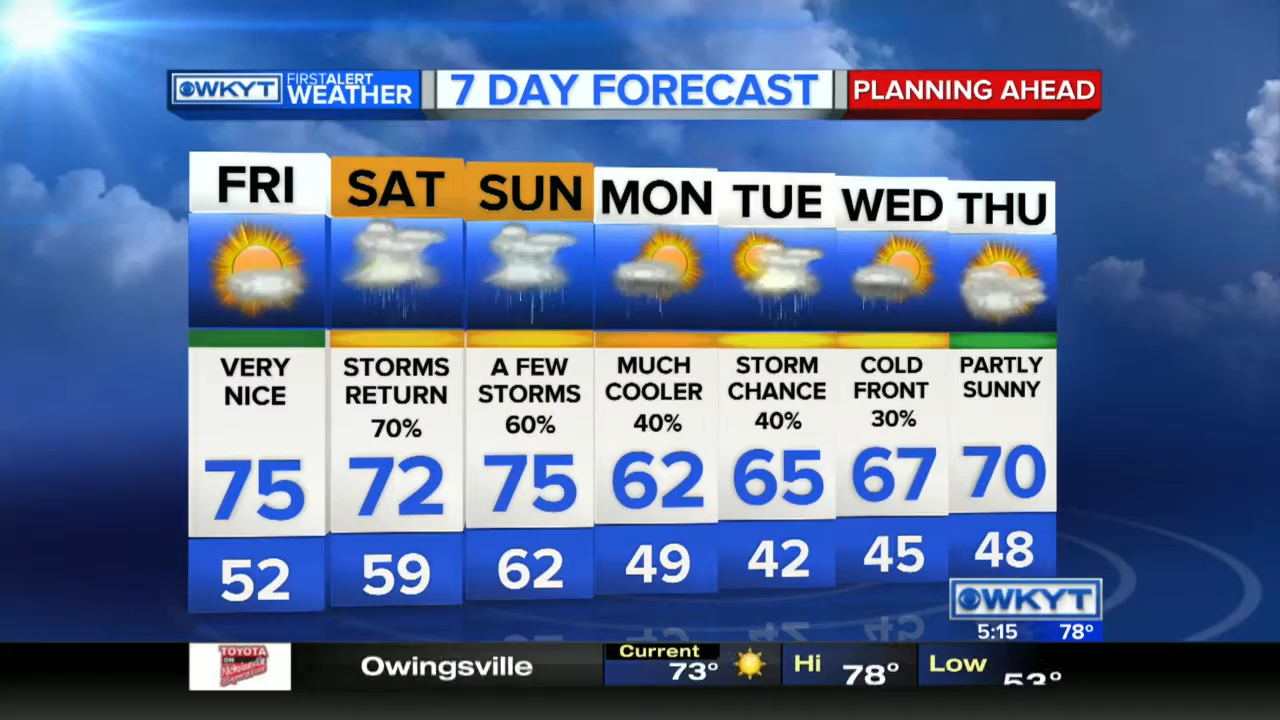 WKYT FIRST ALERT WEATHER 7 DAY FORECAST PLANNING AHEAD
FRI SAT SUN MON TUE WED THU
VERY NICE
STORMS RETURN 70%
A FEW STORMS 60%
MUCH COOLER 40%
STORM CHANCE 40%
COLD FRONT 30%
PARTLY SUNNY
75 72 75 62 65 67 70
52 59 62 49 42 45 48
WKYT
5:15 78°
TOYOTA
ON
Owingsville
Current 73°
Hi 78°
Low 53°